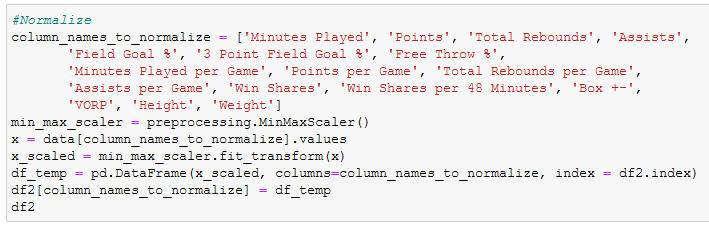 #Normalize
column_names_to_normalize = ['Minutes Played', 'Points', 'Total Rebounds', 'Assists',
'Field Goal %', '3 Point Field Goal %', 'Free Throw %',
'Minutes Played per Game', 'Points per Game', 'Total Rebounds per Game',
'Assists per Game', 'Win Shares', 'Win Shares per 48 Minutes', 'Box +-',
'VORP', 'Height', 'Weight']
min_max_scaler = preprocessing.MinMaxScaler()
x = data[column_names_to_normalize].values
x_scaled = min_max_scaler.fit_transform(x)
df_temp = pd.DataFrame(x_scaled, columns=column_names_to_normalize, index = df2.index)
df2[column_names_to_normalize] = df_temp
df2